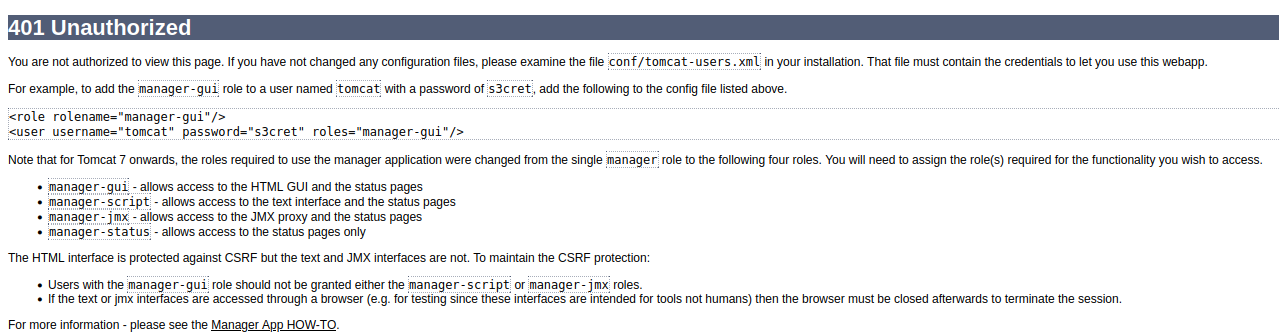 401 Unauthorized
You are not authorized to view this page. If you have not changed any configuration files, please examine the file conf/tomcat-users.xml in your installation. That file must contain the credentials to let you use this webapp.
For example, to add the manager-gui role to a user named tomcat with a password of s3cret, add the following to the config file listed above.
<role rolename="manager-gui"/>
<user username="tomcat" password="s3cret" roles="manager-gui"/>
Note that for Tomcat 7 onwards, the roles required to use the manager application were changed from the single manager role to the following four roles. You will need to assign the role(s) required for the functionality you wish to access.
• manager-gui - allows access to the HTML GUI and the status pages
• manager-script - allows access to the text interface and the status pages
• manager-jmx - allows access to the JMX proxy and the status pages
• manager-status - allows access to the status pages only
The HTML interface is protected against CSRF but the text and JMX interfaces are not. To maintain the CSRF protection:
• Users with the manager-gui role should not be granted either the manager-script or manager-jmx roles.
• If the text or jmx interfaces are accessed through a browser (e.g. for testing since these interfaces are intended for tools not humans) then the browser must be closed afterwards to terminate the session.
For more information - please see the Manager App HOW-TO.